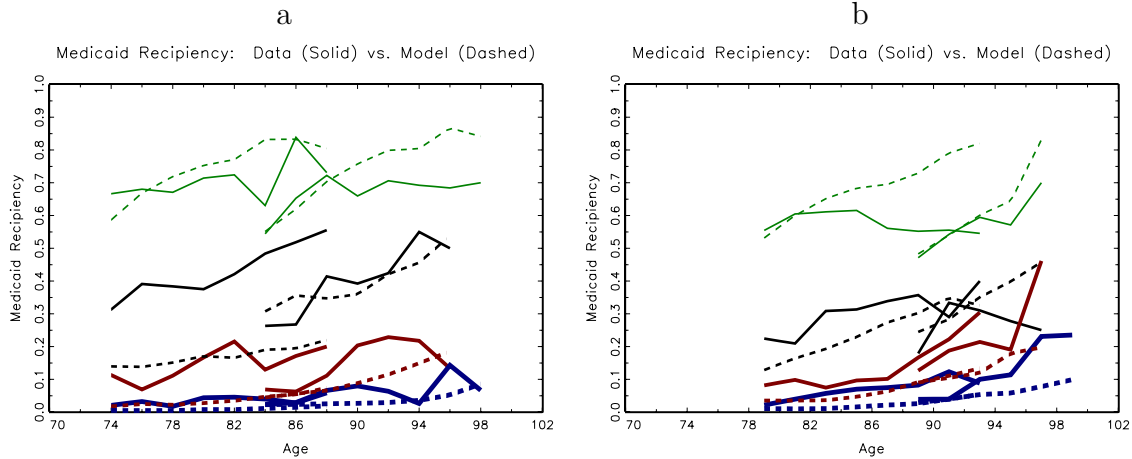 a
b
Medicaid Recipiency: Data (Solid) vs. Model (Dashed)
Medicaid Recipiency: Data (Solid) vs. Model (Dashed)
Medicaid Recipiency
1.0
0.9
0.8
0.7
0.6
0.5
0.4
0.3
0.2
0.1
0.0
70 74 78 82 86 90 94 98 102
Age
Medicaid Recipiency
1.0
0.9
0.8
0.7
0.6
0.5
0.4
0.3
0.2
0.1
0.0
70 74 78 82 86 90 94 98 102
Age